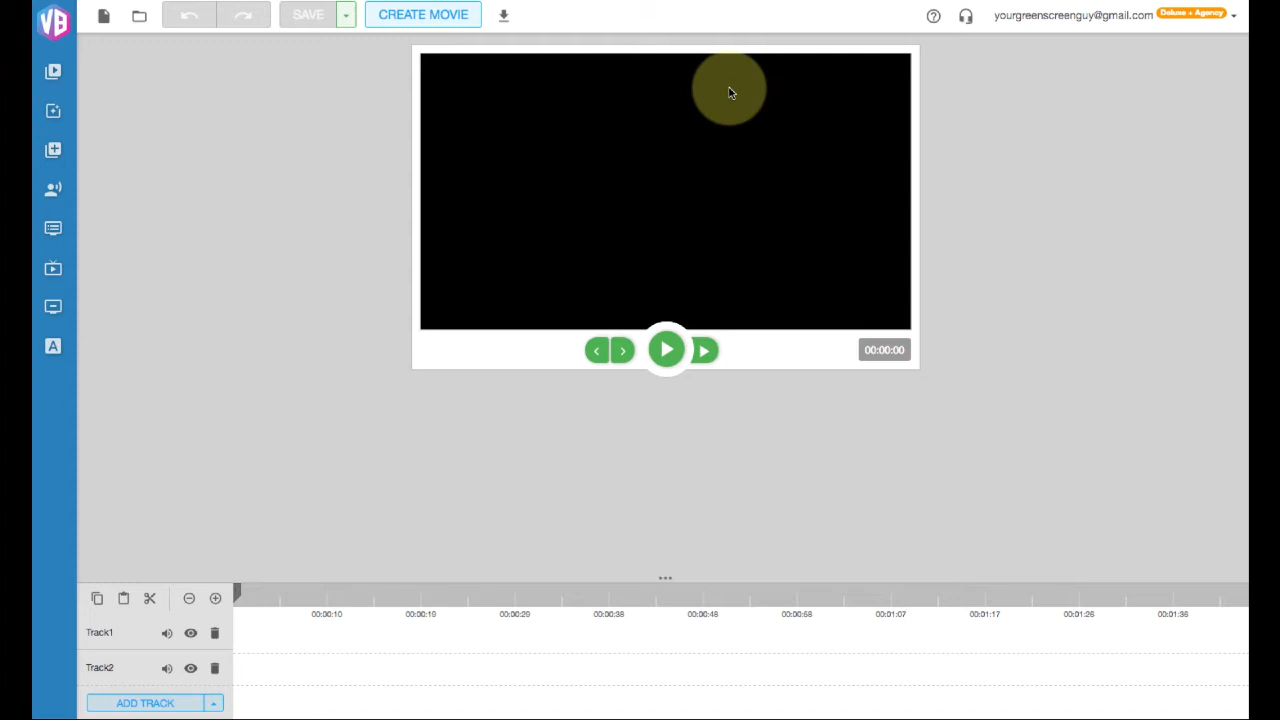 VB
SAVE
CREATE MOVIE
yourgreenscreenguy@gmail.com
Deluxe + Agency
00:00:00
00:00:10
00:00:19
00:00:29
00:00:38
00:00:48
00:00:58
00:01:07
00:01:17
00:01:26
00:01:36
Track1
Track2
ADD TRACK
A